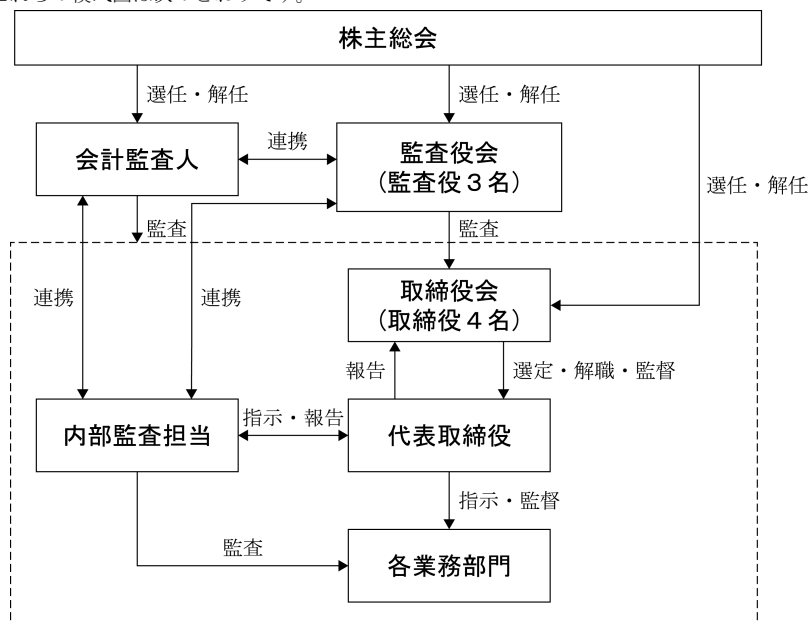 株主総会
選任・解任
選任・解任
選任・解任
会計監査人
連携
監査役会
（監査役３名）
監査
監査
連携
連携
取締役会
（取締役４名）
報告
選定・解職・監督
内部監査担当
指示・報告
代表取締役
指示・監督
監査
各業務部門